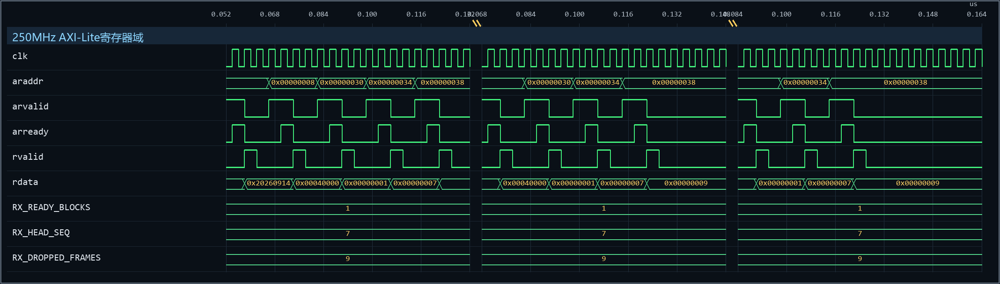 us
0.052 0.068 0.084 0.100 0.116 0.132 0.068 0.084 0.100 0.116 0.132 0.148 0.084 0.100 0.116 0.132 0.148 0.164
250MHz AXI-Lite寄存器域
clk
araddr 0x00000008 0x00000030 0x00000034 0x00000038 0x00000030 0x00000034 0x00000038 0x00000034 0x00000038
arvalid
arready
rvalid
rdata 0x20260914 0x00040000 0x00000001 0x00000007 0x00040000 0x00000001 0x00000007 0x00000009 0x00000001 0x00000007 0x00000009
RX_READY_BLOCKS 1 1 1
RX_HEAD_SEQ 7 7 7
RX_DROPPED_FRAMES 9 9 9